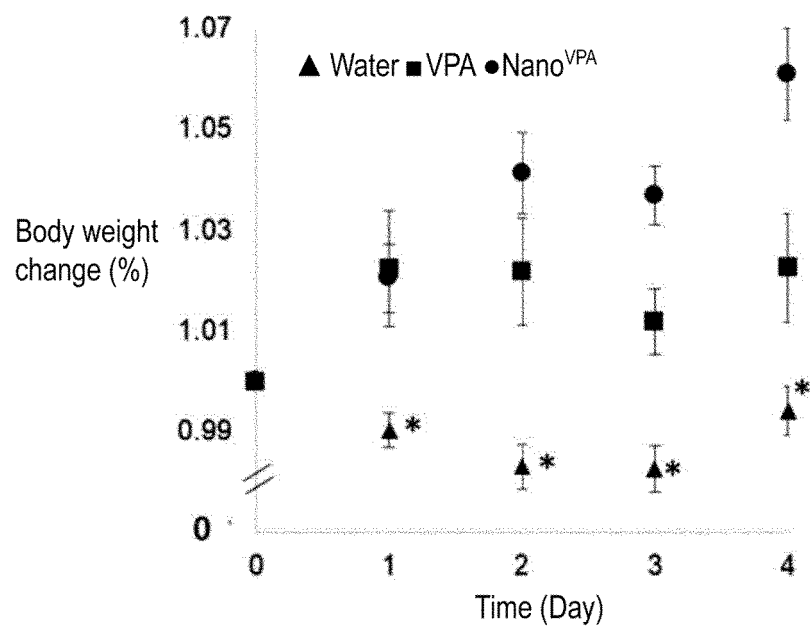 1.07
▲ Water ■ VPA ● Nano^VPA
1.05
Body weight
change (%)
1.03
1.01
0.99
0
*
*
*
*
0 1 2 3 4
Time (Day)